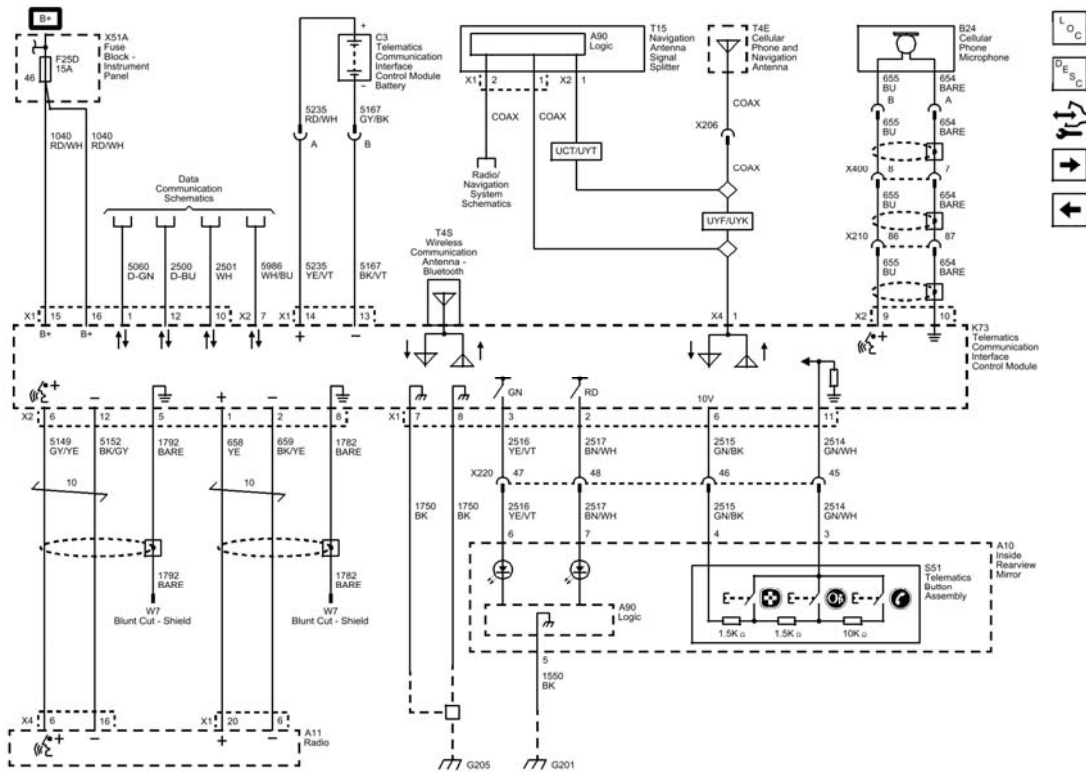 B+
X51A
Fuse
Block -
Instrument
Panel
F25D
15A
46
1040
RD/WH
1040
RD/WH
Data
Communication
Schematics
5060
D-GN
2500
D-BU
2501
WH
5986
WH/BU
C3
Telematics
Communication
Interface
Control Module
Battery
+
−
5235
RD/WH
5167
GY/BK
A
B
5235
YE/VT
5167
BK/VT
T15
Navigation
Antenna
Signal
Splitter
A90
Logic
X1
2
1
X2
1
COAX
COAX
UCT/UYT
Radio/
Navigation
System
Schematics
T4E
Cellular
Phone and
Navigation
Antenna
COAX
X206
COAX
UYF/UYK
T4S
Wireless
Communication
Antenna -
Bluetooth
B24
Cellular
Phone
Microphone
655
BU
654
BARE
B
A
655
BU
654
BARE
X400
8
7
655
BU
654
BARE
X210
86
87
655
BU
654
BARE
L O C
D E S C
X1
15
16
1
12
10
X2
7
X1
14
13
X4
1
X2
9
10
B+
B+
+
−
+
K73
Telematics
Communication
Interface
Control Module
+
−
+
−
GN
RD
10V
X2
6
12
5
1
2
8
X1
7
8
3
2
6
11
5149
GY/YE
5152
BK/GY
1792
BARE
658
YE
659
BK/YE
1782
BARE
2516
YE/VT
2517
BN/WH
2515
GN/BK
2514
GN/WH
10
10
X220
47
48
46
45
1750
BK
1750
BK
2516
YE/VT
2517
BN/WH
2515
GN/BK
2514
GN/WH
6
7
4
3
1792
BARE
1782
BARE
W7
Blunt Cut - Shield
W7
Blunt Cut - Shield
A10
Inside
Rearview
Mirror
S51
Telematics
Button
Assembly
A90
Logic
1.5K Ω
1.5K Ω
10K Ω
5
1550
BK
X4
6
16
X1
20
6
A11
Radio
+
−
+
−
G205
G201